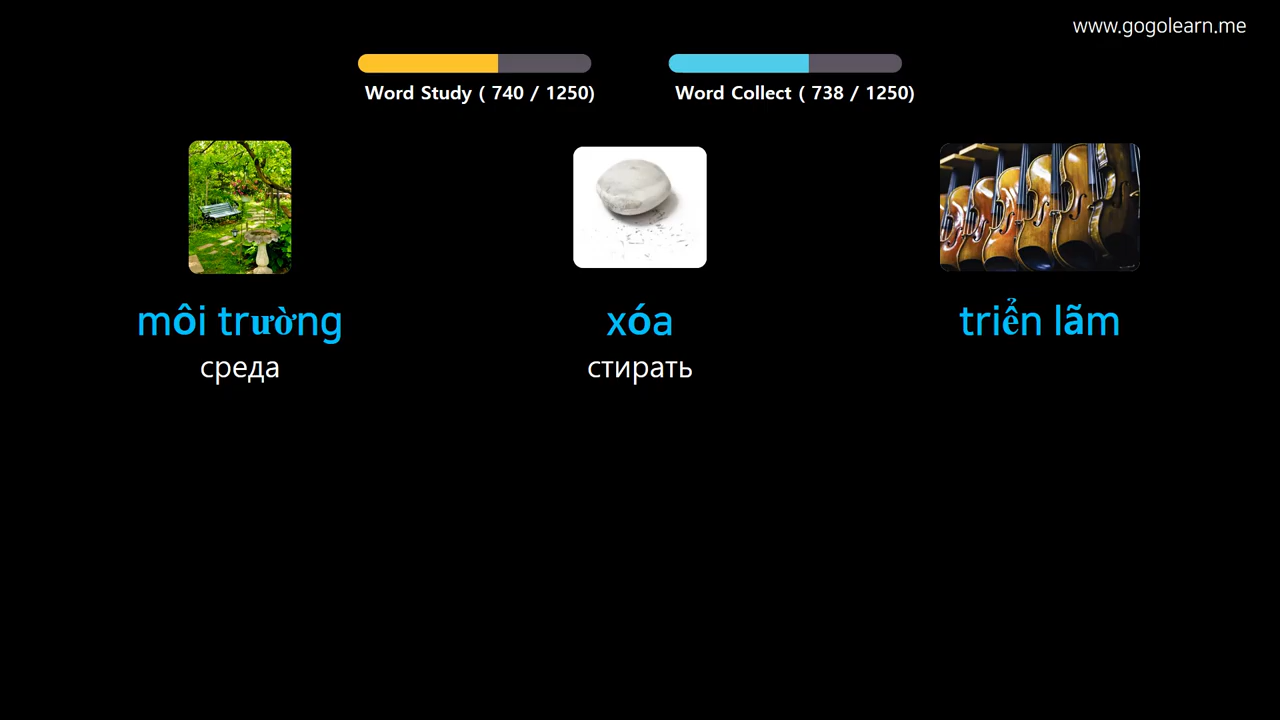 www.gogolearn.me
Word Study ( 740 / 1250)
Word Collect ( 738 / 1250)
môi trường
среда
xóa
стирать
triển lãm